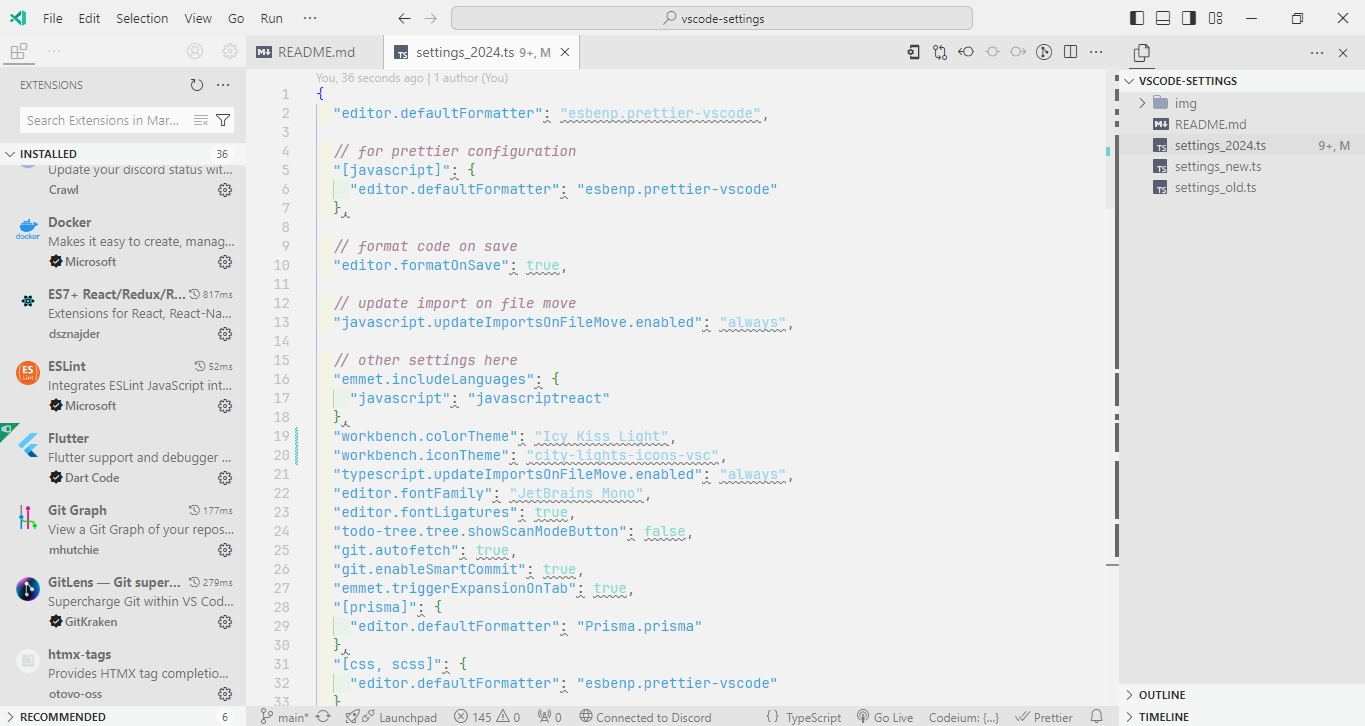 File Edit Selection View Go Run ··· vscode-settings
EXTENSIONS
Search Extensions in Mar...
INSTALLED 36
Update your discord status wit...
Crawl
Docker
docker
Makes it easy to create, manag...
Microsoft
ES7+ React/Redux/R... 817ms
Extensions for React, React-Na...
dsznajder
ESLint 52ms
ES
Lint
Integrates ESLint JavaScript int...
Microsoft
Flutter
Flutter support and debugger ...
Dart Code
Git Graph 177ms
View a Git Graph of your repos...
mhutchie
GitLens — Git super... 279ms
Supercharge Git within VS Cod...
GitKraken
htmx-tags
Provides HTMX tag completio...
otovo-oss
RECOMMENDED 6
README.md
TS settings_2024.ts 9+, M
You, 36 seconds ago | 1 author (You)
1 {
2 "editor.defaultFormatter": "esbenp.prettier-vscode",
3
4 // for prettier configuration
5 "[javascript]": {
6 "editor.defaultFormatter": "esbenp.prettier-vscode"
7 },
8
9 // format code on save
10 "editor.formatOnSave": true,
11
12 // update import on file move
13 "javascript.updateImportsOnFileMove.enabled": "always",
14
15 // other settings here
16 "emmet.includeLanguages": {
17 "javascript": "javascriptreact"
18 },
19 "workbench.colorTheme": "Icy Kiss Light",
20 "workbench.iconTheme": "city-lights-icons-vsc",
21 "typescript.updateImportsOnFileMove.enabled": "always",
22 "editor.fontFamily": "JetBrains Mono",
23 "editor.fontLigatures": true,
24 "todo-tree.tree.showScanModeButton": false,
25 "git.autofetch": true,
26 "git.enableSmartCommit": true,
27 "emmet.triggerExpansionOnTab": true,
28 "[prisma]": {
29 "editor.defaultFormatter": "Prisma.prisma"
30 },
31 "[css, scss]": {
32 "editor.defaultFormatter": "esbenp.prettier-vscode"
33 }
VSCODE-SETTINGS
img
README.md
TS settings_2024.ts 9+, M
TS settings_new.ts
TS settings_old.ts
OUTLINE
TIMELINE
main* Launchpad 145 0 0 Connected to Discord {} TypeScript Go Live Codeium: {...} Prettier